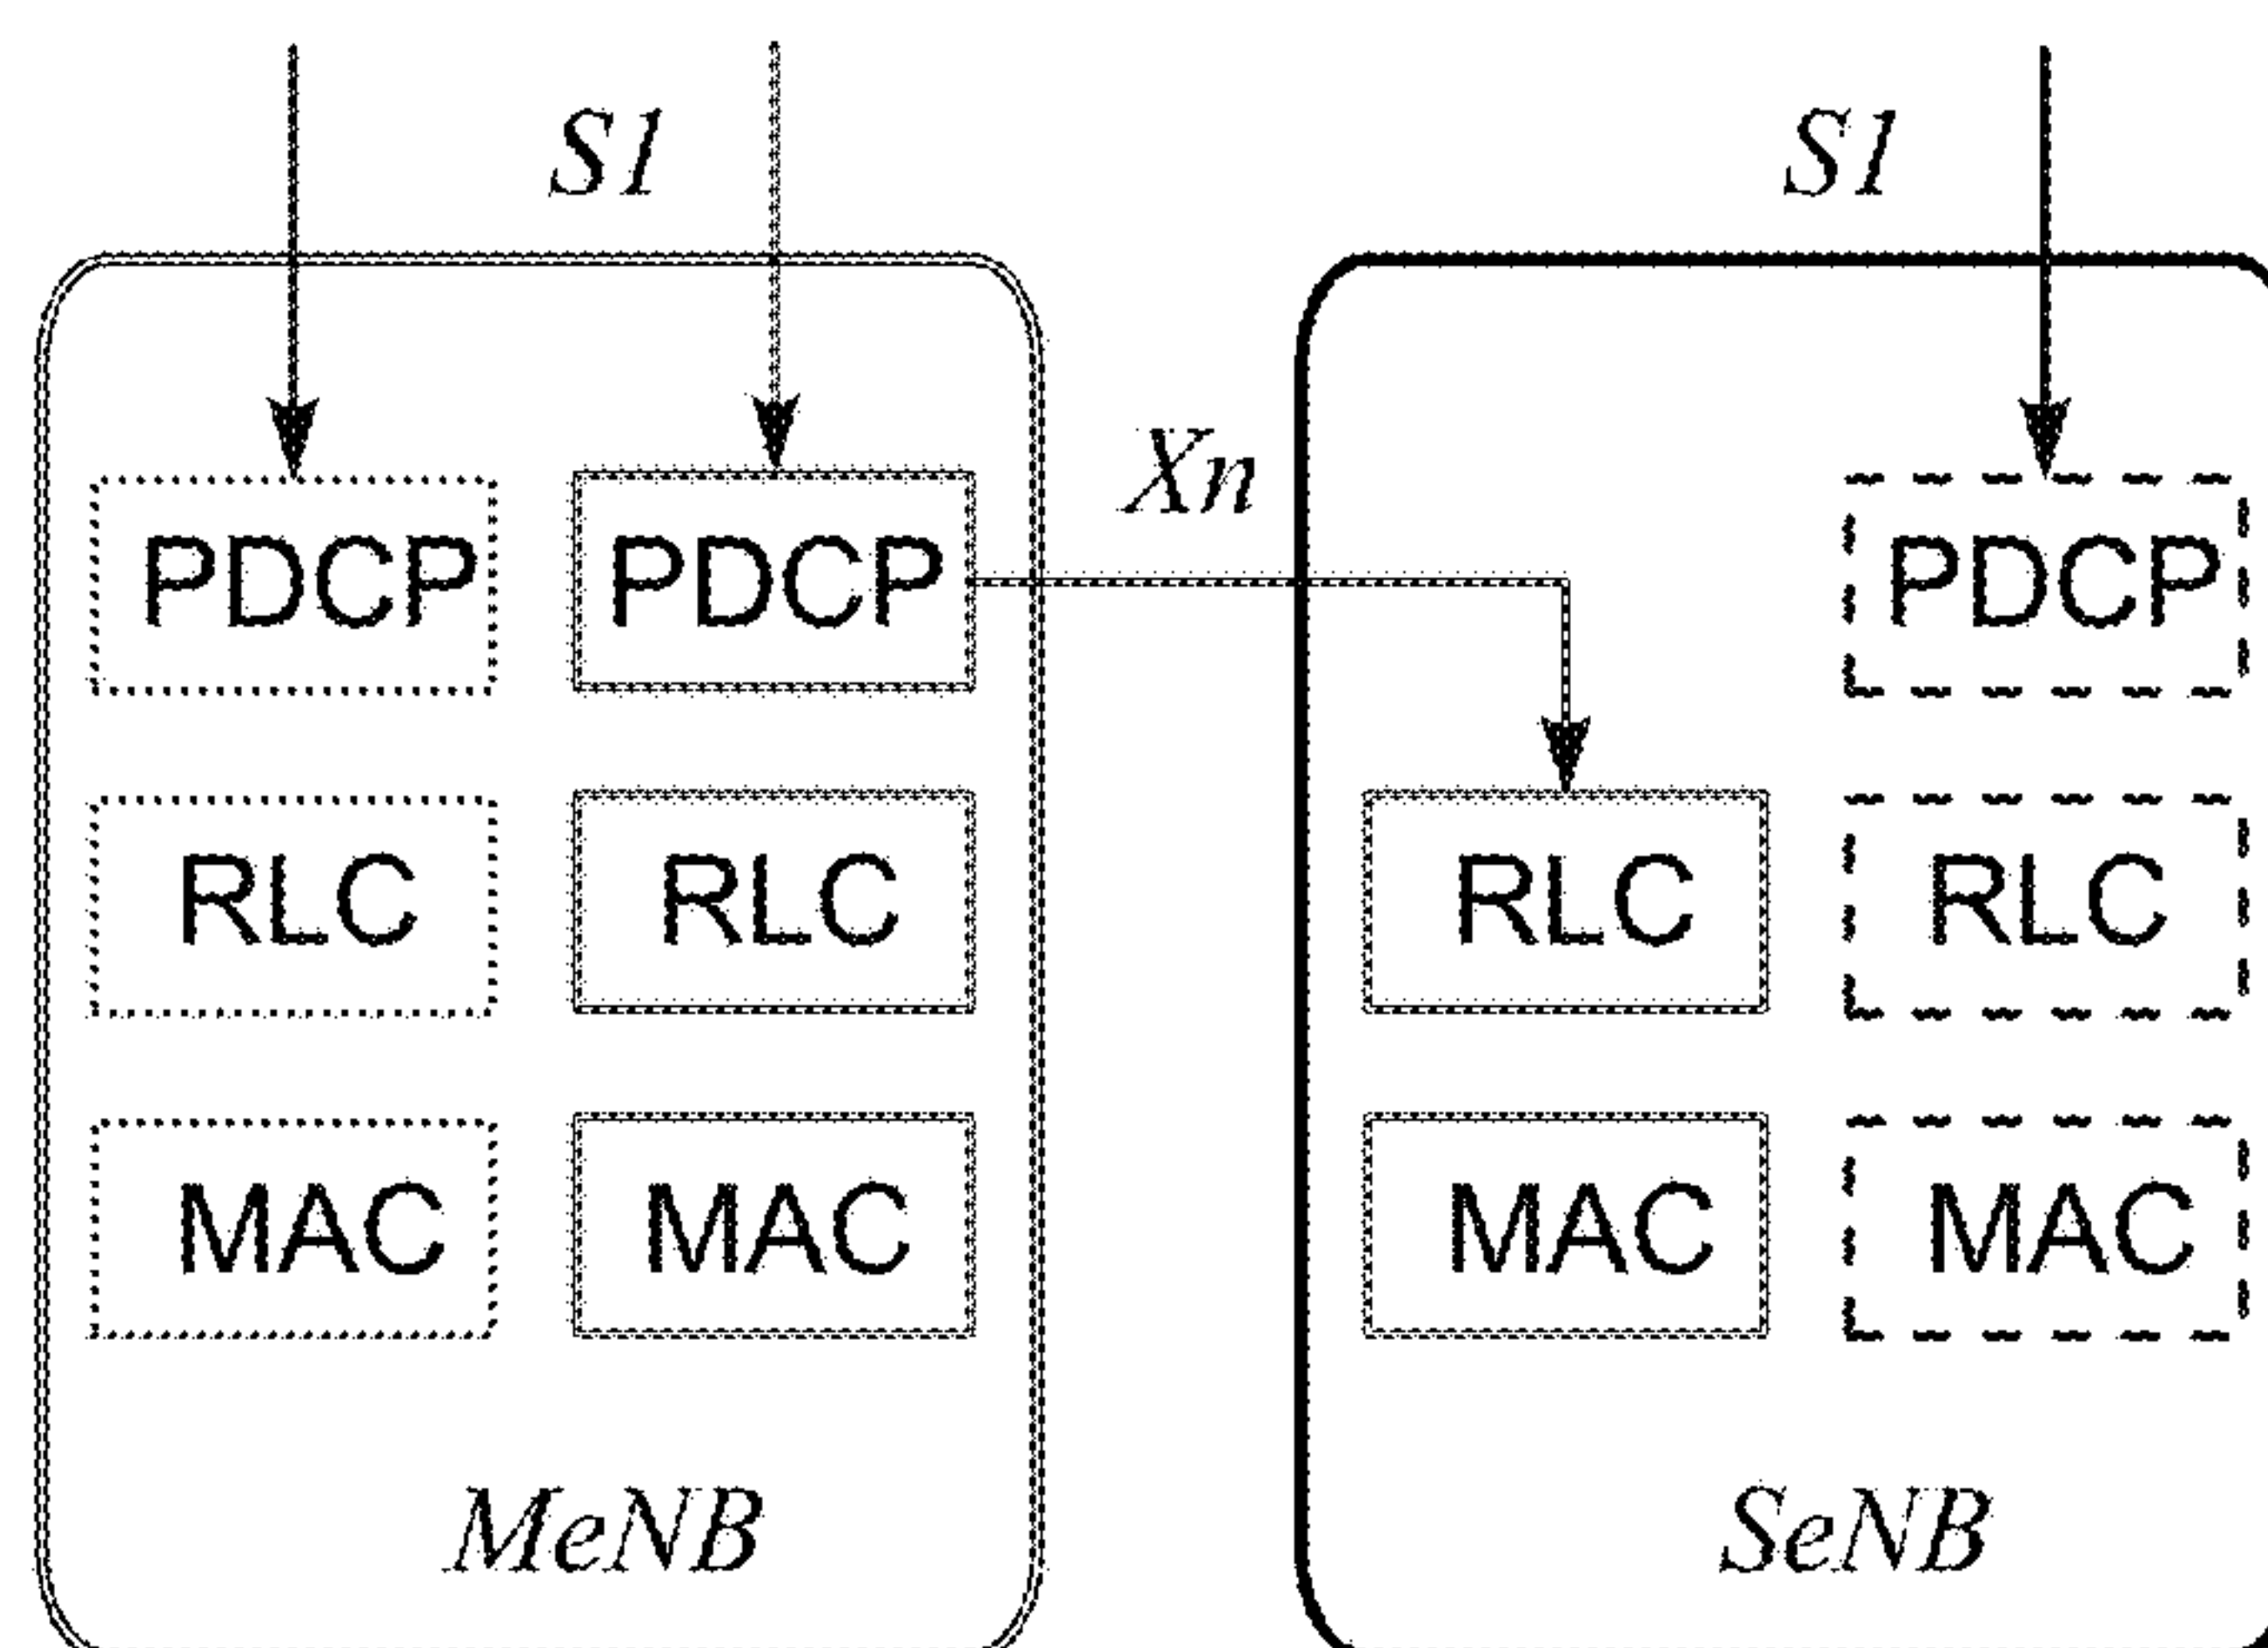 S1 S1
Xn
PDCP PDCP PDCP
RLC RLC RLC RLC
MAC MAC MAC MAC
MeNB SeNB